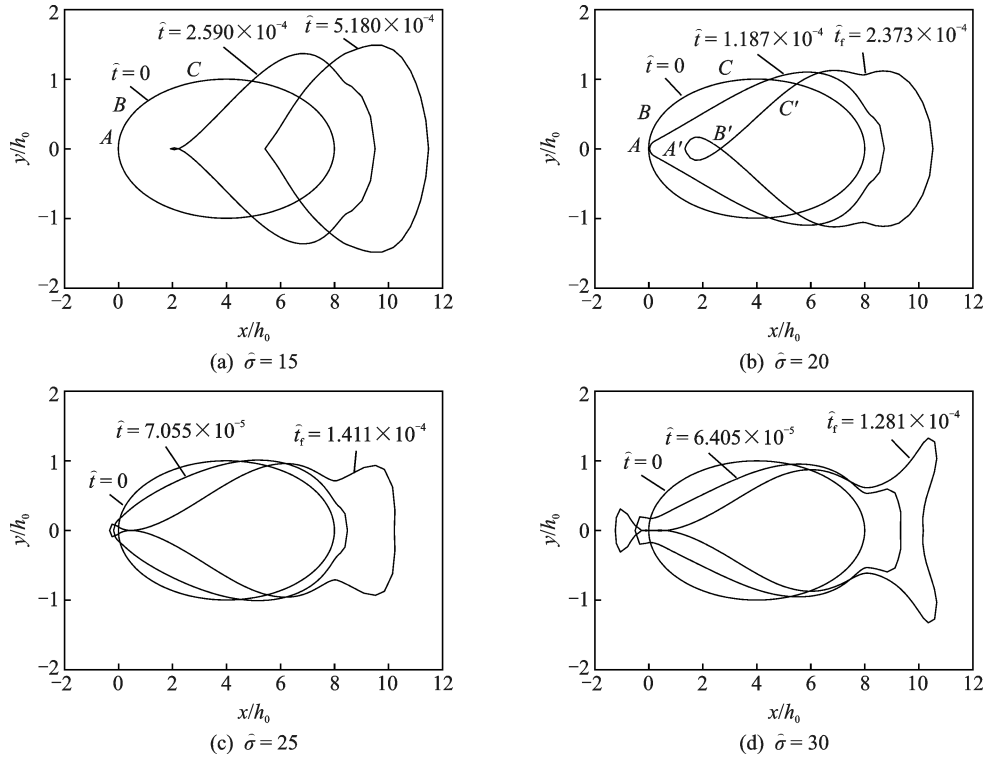 2
1
0
−1
−2
−2 0 2 4 6 8 10 12
y/h₀
x/h₀
t̂ = 2.590×10⁻⁴
t̂ = 5.180×10⁻⁴
t̂ = 0
C
B
A
(a) σ̂ = 15
2
1
0
−1
−2
−2 0 2 4 6 8 10 12
y/h₀
x/h₀
t̂ = 1.187×10⁻⁴
t̂f = 2.373×10⁻⁴
t̂ = 0
C
B
C′
A
A′
B′
(b) σ̂ = 20
2
1
0
−1
−2
−2 0 2 4 6 8 10 12
y/h₀
x/h₀
t̂ = 7.055×10⁻⁵
t̂f = 1.411×10⁻⁴
t̂ = 0
(c) σ̂ = 25
2
1
0
−1
−2
−2 0 2 4 6 8 10 12
y/h₀
x/h₀
t̂f = 1.281×10⁻⁴
t̂ = 6.405×10⁻⁵
t̂ = 0
(d) σ̂ = 30